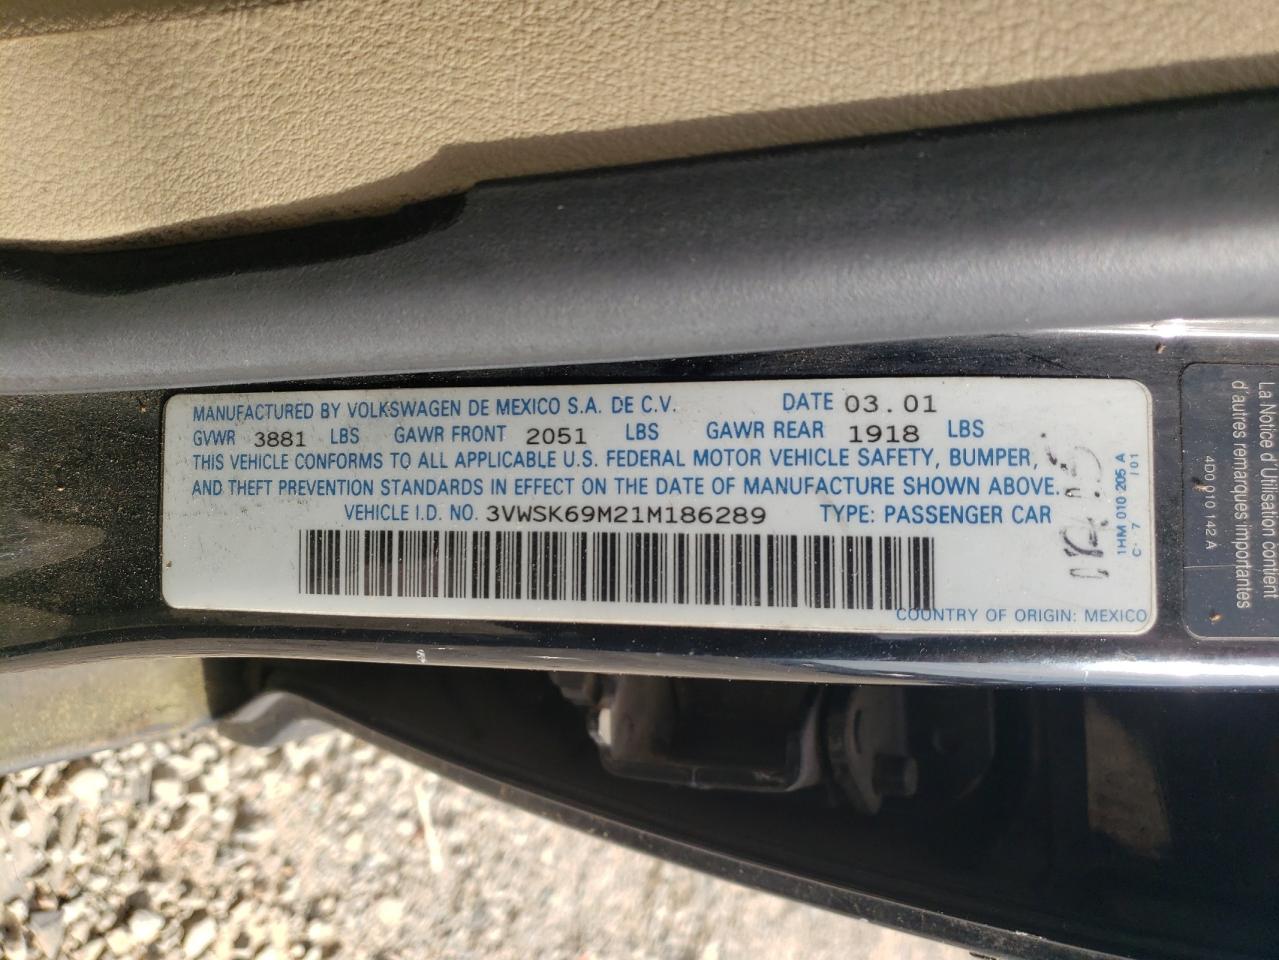 MANUFACTURED BY VOLKSWAGEN DE MEXICO S.A. DE C.V. DATE 03.01
GVWR 3881 LBS GAWR FRONT 2051 LBS GAWR REAR 1918 LBS
THIS VEHICLE CONFORMS TO ALL APPLICABLE U.S. FEDERAL MOTOR VEHICLE SAFETY, BUMPER,
AND THEFT PREVENTION STANDARDS IN EFFECT ON THE DATE OF MANUFACTURE SHOWN ABOVE.
VEHICLE I.D. NO. 3VWSK69M21M186289 TYPE: PASSENGER CAR
COUNTRY OF ORIGIN: MEXICO
1HM 010 205 A
C- 7 /01
La Notice d'Utilisation content
d'autres remarques importantes
4D0 010 142 A